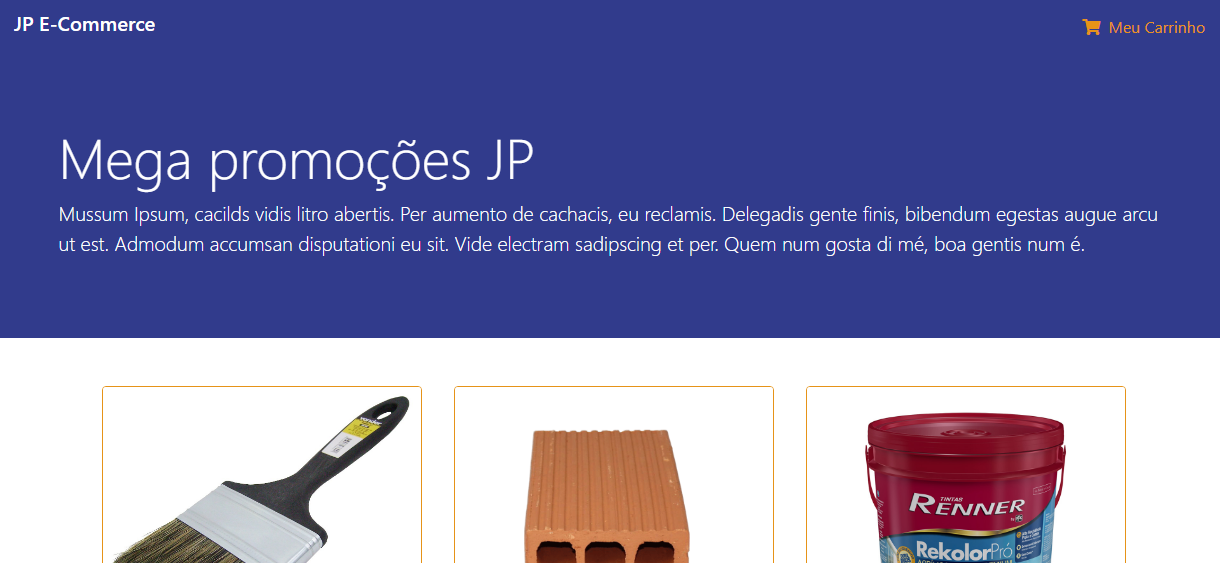 JP E-Commerce
Meu Carrinho
Mega promoções JP
Mussum Ipsum, cacilds vidis litro abertis. Per aumento de cachacis, eu reclamis. Delegadis gente finis, bibendum egestas augue arcu
ut est. Admodum accumsan disputationi eu sit. Vide electram sadipscing et per. Quem num gosta di mé, boa gentis num é.
TINTAS
RENNER
RekolorPró